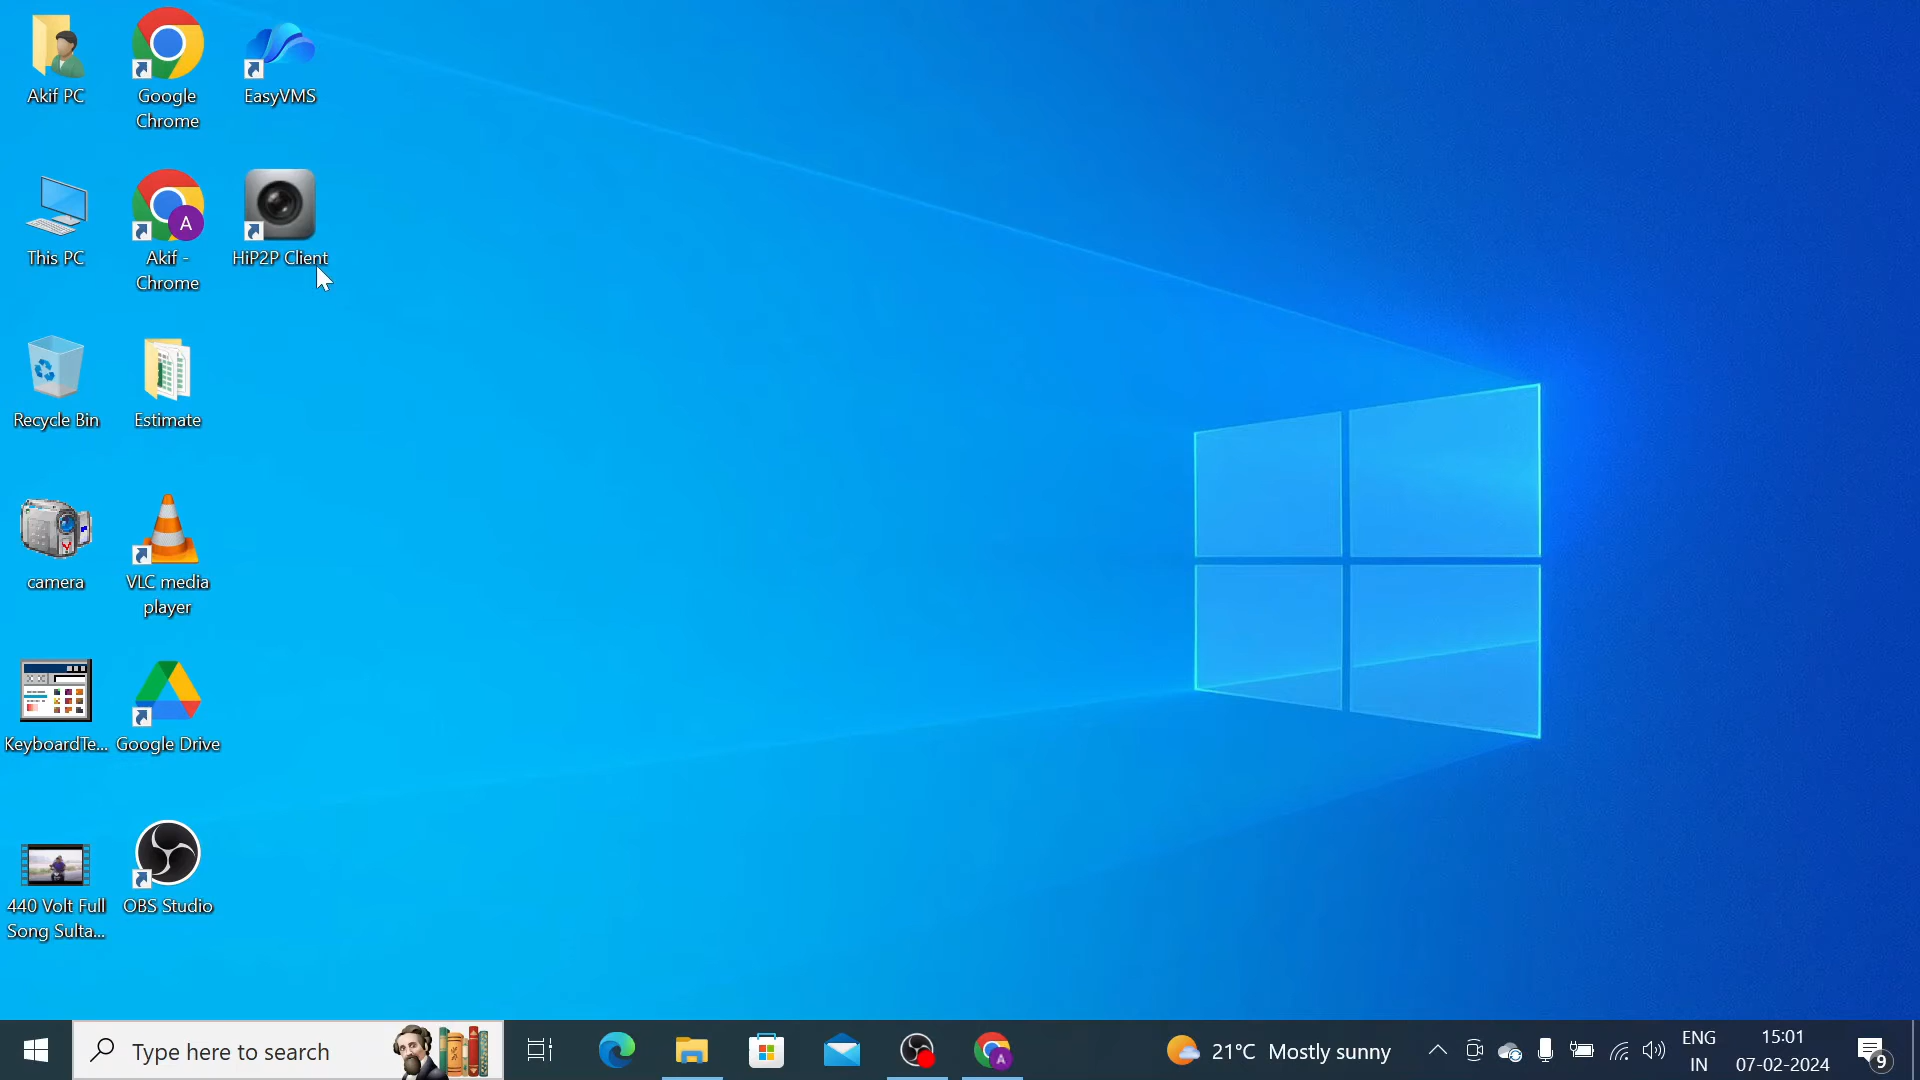 Akif PC
Google
Chrome
EasyVMS
This PC
A
Akif -
Chrome
HiP2P Client
Recycle Bin
Estimate
camera
VLC media
player
KeyboardTe...
Google Drive
440 Volt Full
Song Sulta...
OBS Studio
Type here to search
A
21°C Mostly sunny
ENG
IN
15:01
07-02-2024
9